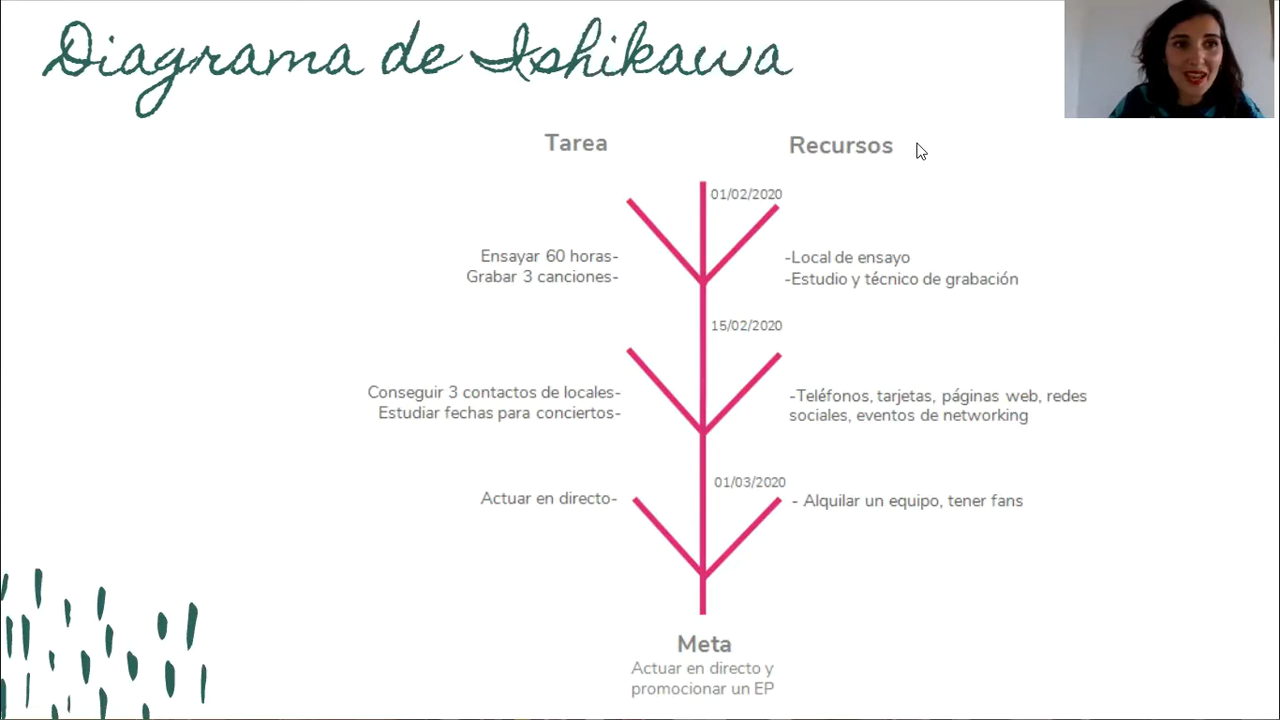 Diagrama de Ishikawa
Tarea
Recursos
01/02/2020
Ensayar 60 horas-
Grabar 3 canciones-
-Local de ensayo
-Estudio y técnico de grabación
15/02/2020
Conseguir 3 contactos de locales-
Estudiar fechas para conciertos-
-Teléfonos, tarjetas, páginas web, redes
sociales, eventos de networking
01/03/2020
Actuar en directo-
- Alquilar un equipo, tener fans
Meta
Actuar en directo y
promocionar un EP